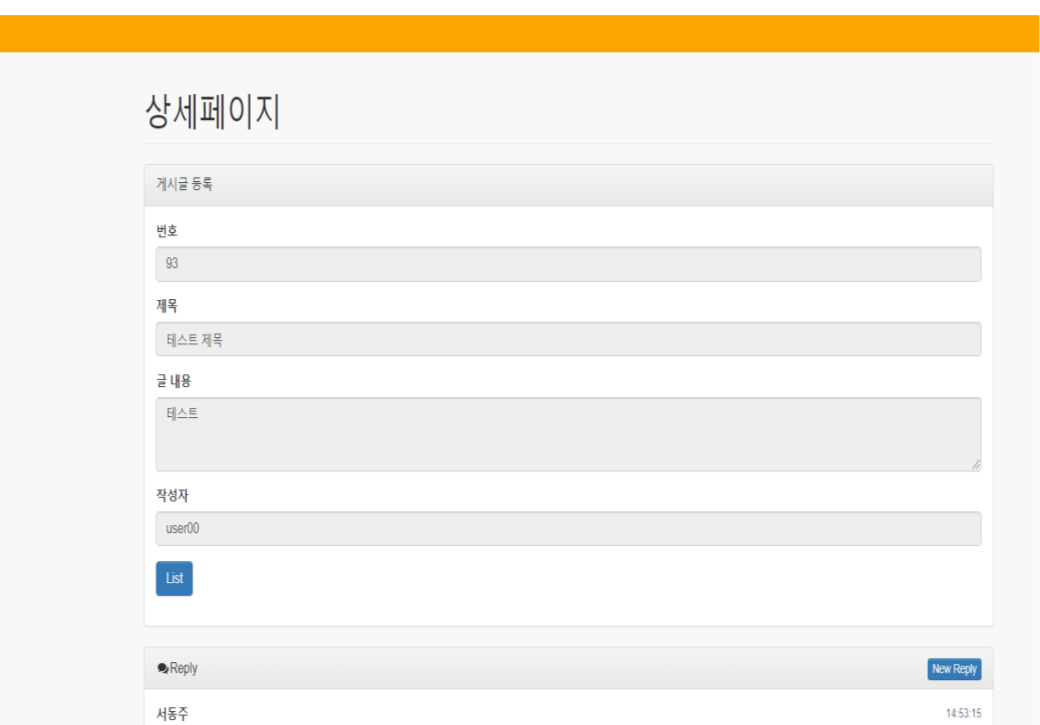 상세페이지
게시글 등록
번호
93
제목
테스트 제목
글 내용
테스트
작성자
user00
List
Reply New Reply
서동주 14:53:15